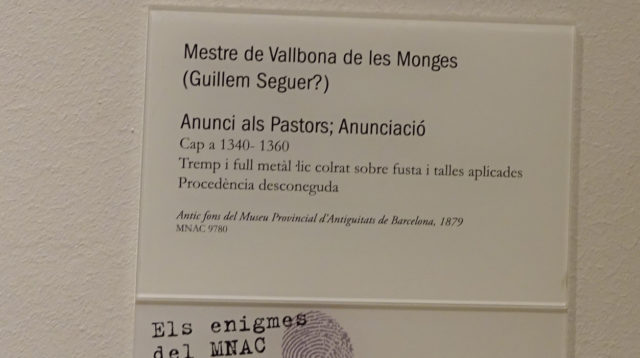 Mestre de Vallbona de les Monges
(Guillem Seguer?)
Anunci als Pastors; Anunciació
Cap a 1340- 1360
Tremp i full metàl·lic colrat sobre fusta i talles aplicades
Procedència desconeguda
Antic fons del Museu Provincial d'Antiguitats de Barcelona, 1879
MNAC 9780
Els enigmes
del MNAC